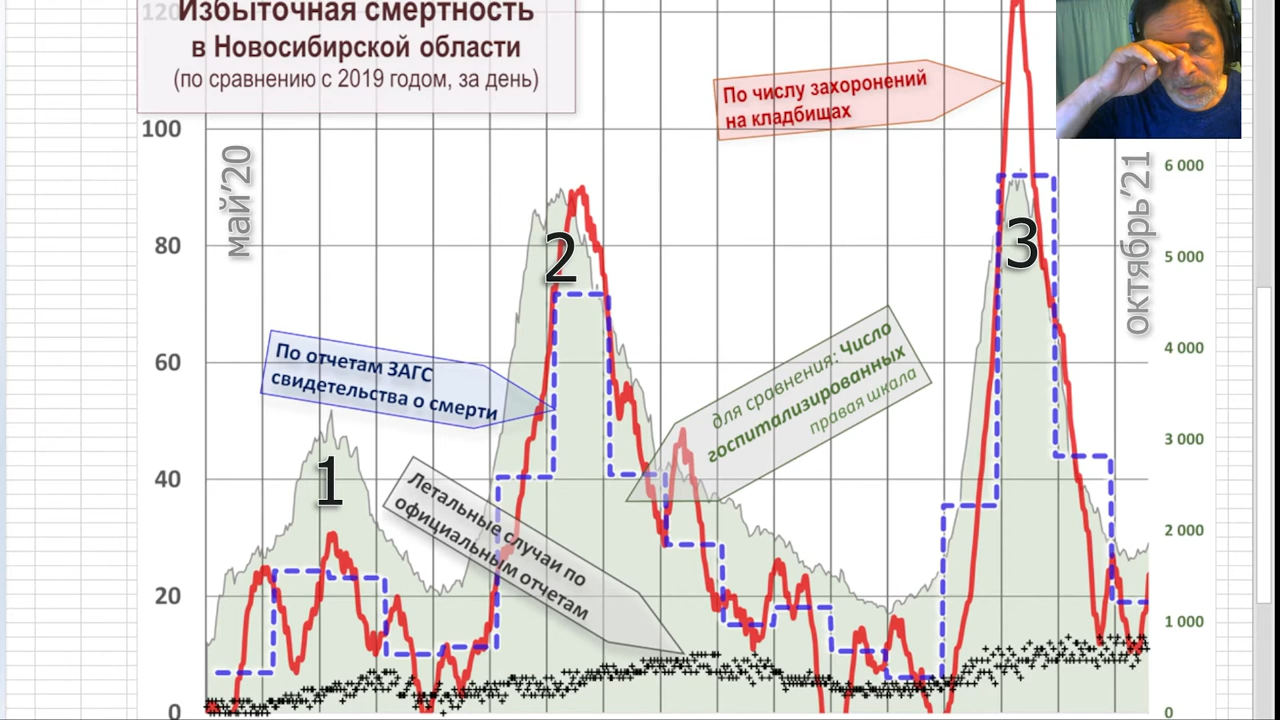 Избыточная смертность
в Новосибирской области
(по сравнению с 2019 годом, за день)
По числу захоронений
на кладбищах
По отчетам ЗАГС
свидетельства о смерти
для сравнения: Число
госпитализированных
правая шкала
Летальные случаи по
официальным отчетам
май'20
октябрь'21
1
2
3
120
100
80
60
40
20
0
6 000
5 000
4 000
3 000
2 000
1 000
0